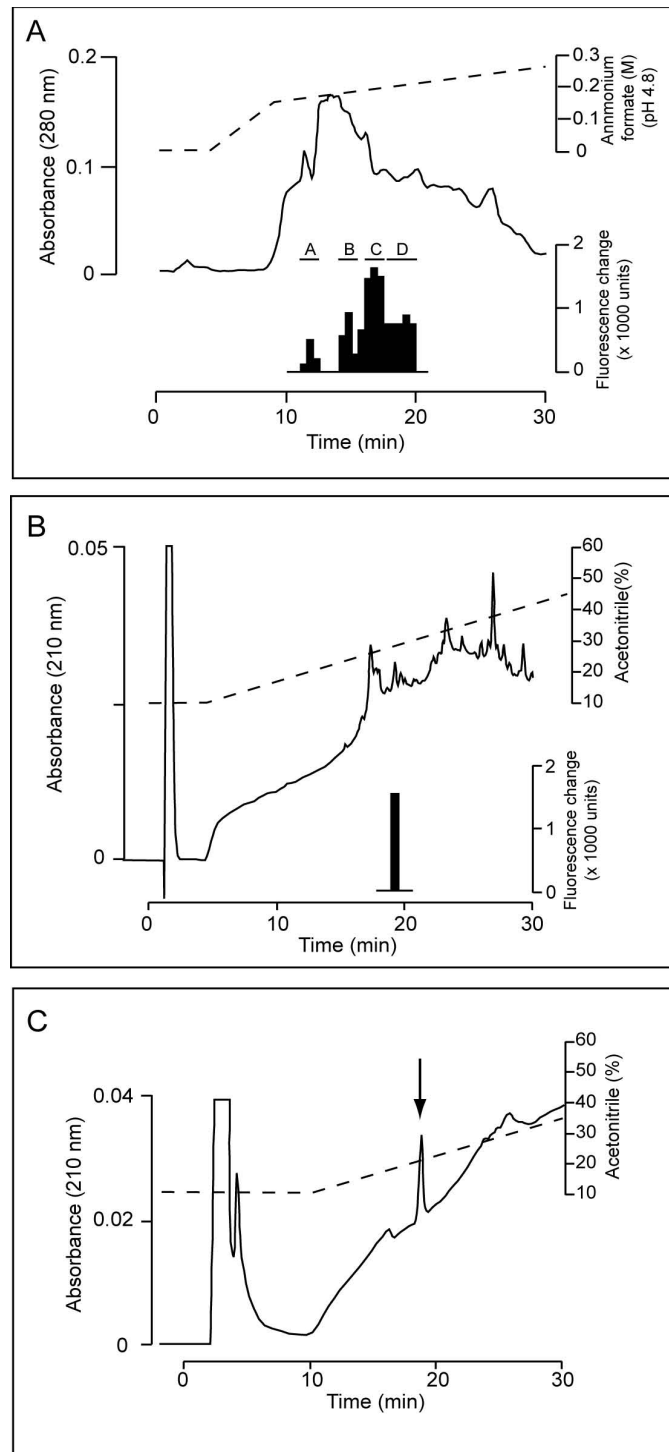 A
Absorbance (280 nm)
0.2
0.1
0
0.3
0.2
0.1
0
Annmonium
formate (M)
(pH 4.8)
A B C D
2
1
0
Fluorescence change
(x 1000 units)
0 10 20 30
Time (min)
B
Absorbance (210 nm)
0.05
0
60
50
40
30
20
10
Acetonitrile(%)
2
1
0
Fluorescence change
(x 1000 units)
0 10 20 30
Time (min)
C
Absorbance (210 nm)
0.04
0.02
0
60
50
40
30
20
10
Acetonitrile (%)
0 10 20 30
Time (min)